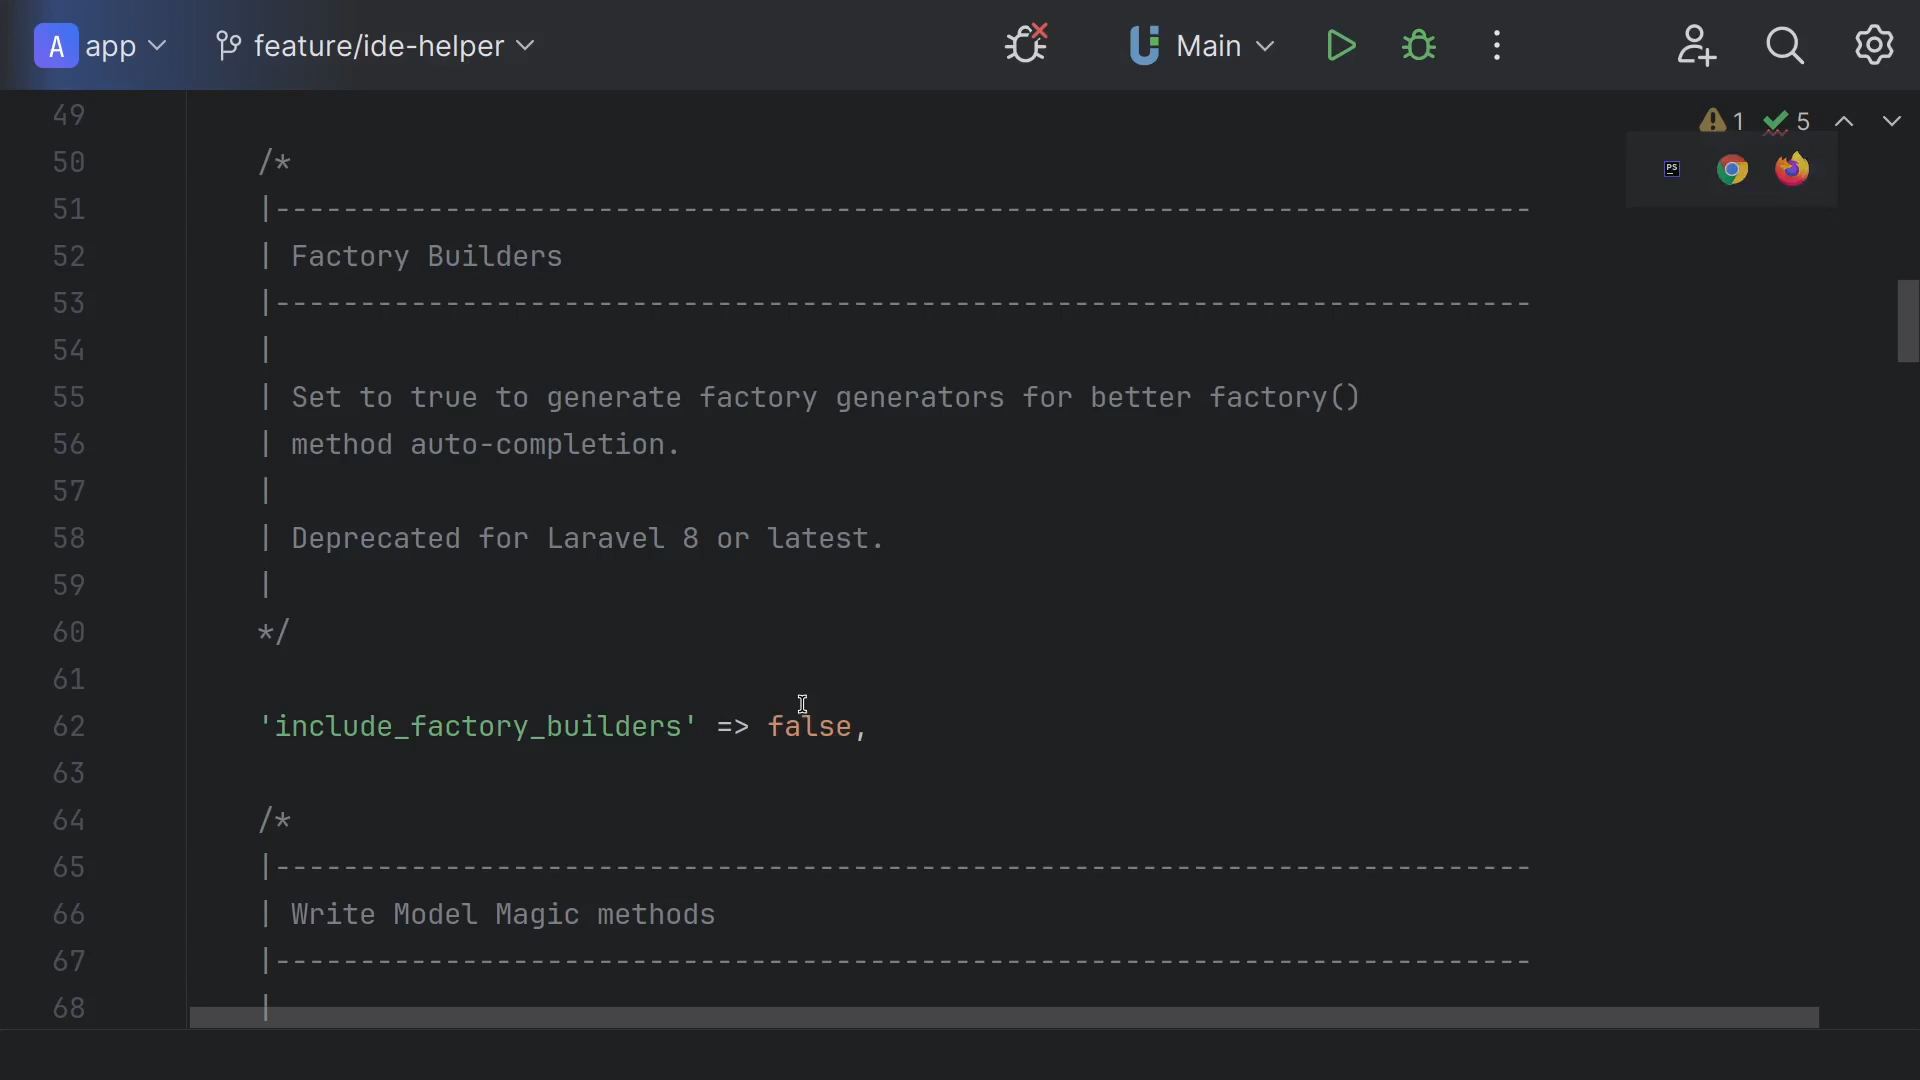 A app feature/ide-helper Main
49 1 5
50 /*
51 |--------------------------------------------------------------------------
52 | Factory Builders
53 |--------------------------------------------------------------------------
54 |
55 | Set to true to generate factory generators for better factory()
56 | method auto-completion.
57 |
58 | Deprecated for Laravel 8 or latest.
59 |
60 */
61
62 'include_factory_builders' => false,
63
64 /*
65 |--------------------------------------------------------------------------
66 | Write Model Magic methods
67 |--------------------------------------------------------------------------
68 |
PS